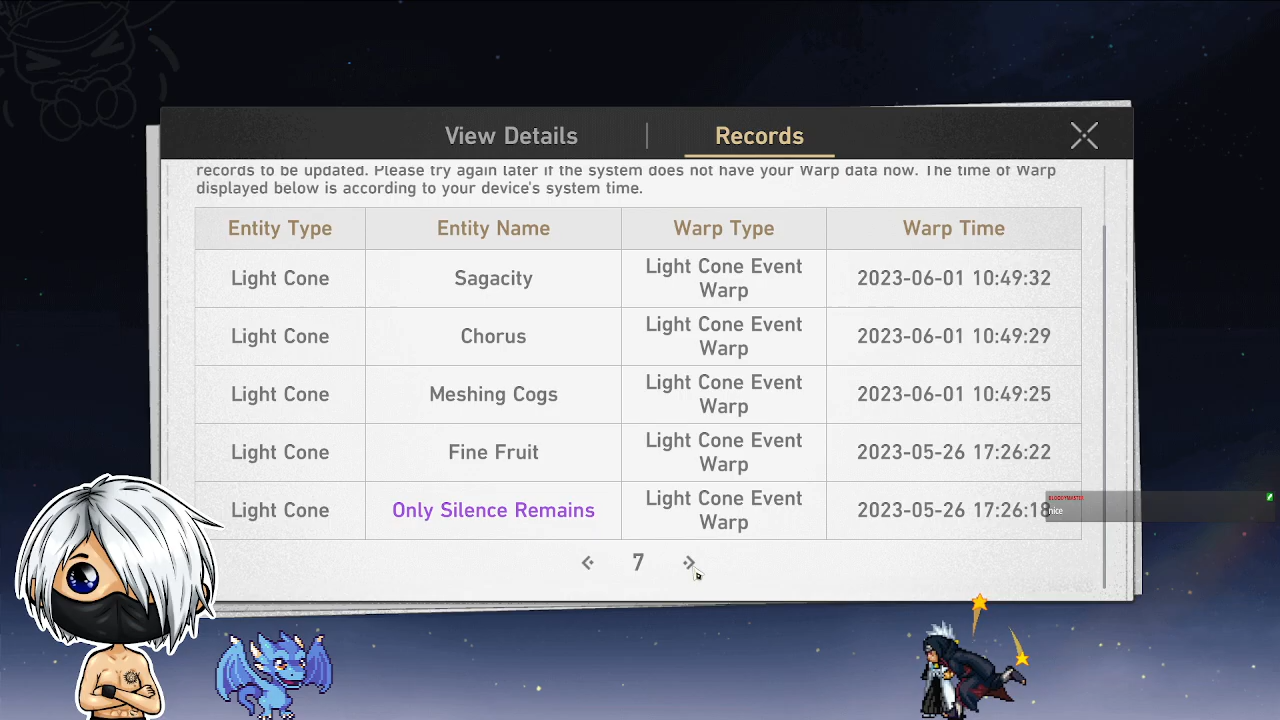 View Details
Records
records to be updated. Please try again later if the system does not have your Warp data now. The time of Warp
displayed below is according to your device's system time.
Entity Type Entity Name Warp Type Warp Time
Light Cone Sagacity Light Cone Event Warp 2023-06-01 10:49:32
Light Cone Chorus Light Cone Event Warp 2023-06-01 10:49:29
Light Cone Meshing Cogs Light Cone Event Warp 2023-06-01 10:49:25
Light Cone Fine Fruit Light Cone Event Warp 2023-05-26 17:26:22
Light Cone Only Silence Remains Light Cone Event Warp 2023-05-26 17:26:18
nice
7